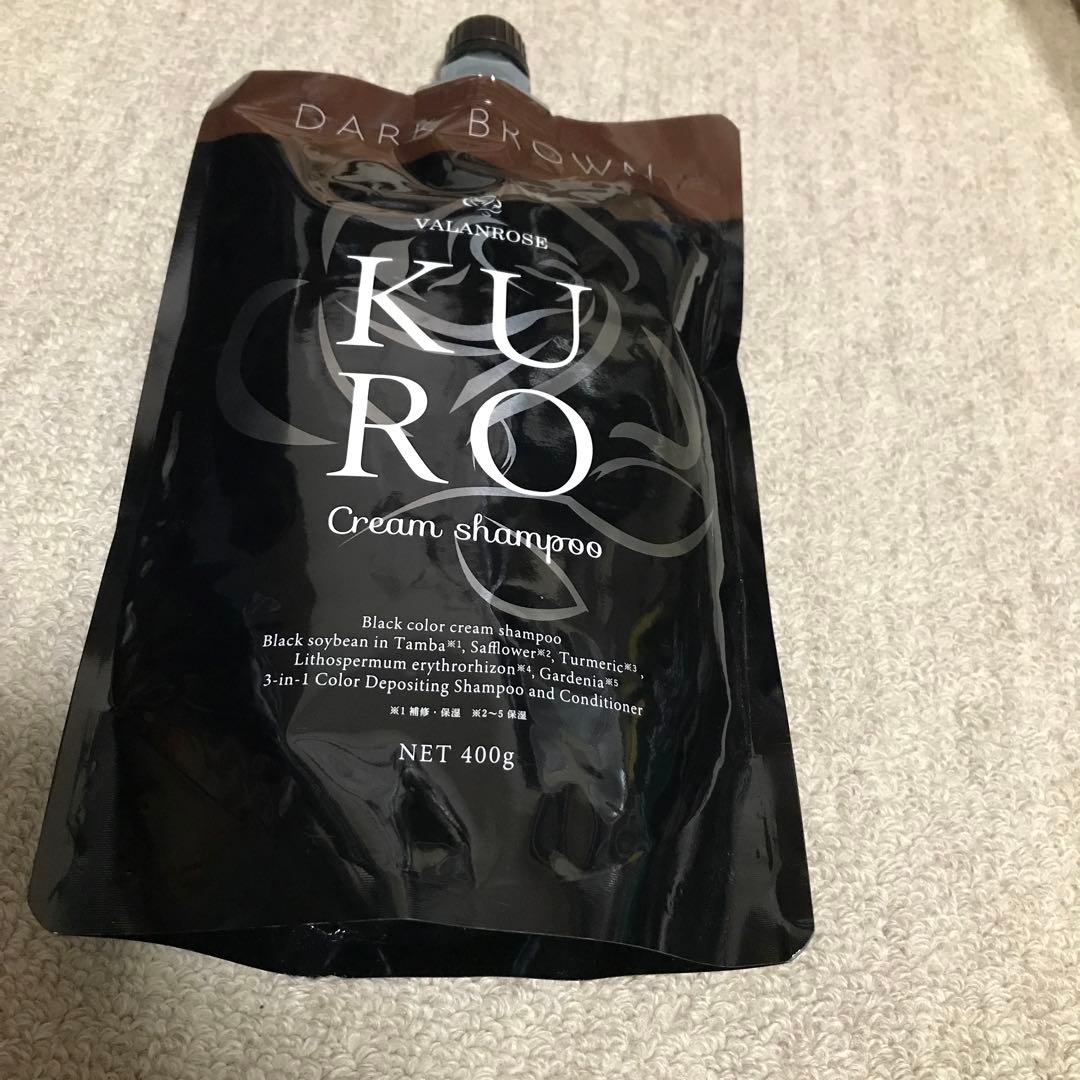 DARK BROWN
VALANROSE
KU
RO
Cream shampoo
Black color cream shampoo
Black soybean in Tamba※1, Safflower※2, Turmeric※3,
Lithospermum erythrorhizon※4, Gardenia※5
3-in-1 Color Depositing Shampoo and Conditioner
※1 補修・保湿 ※2〜5 保湿
NET 400g